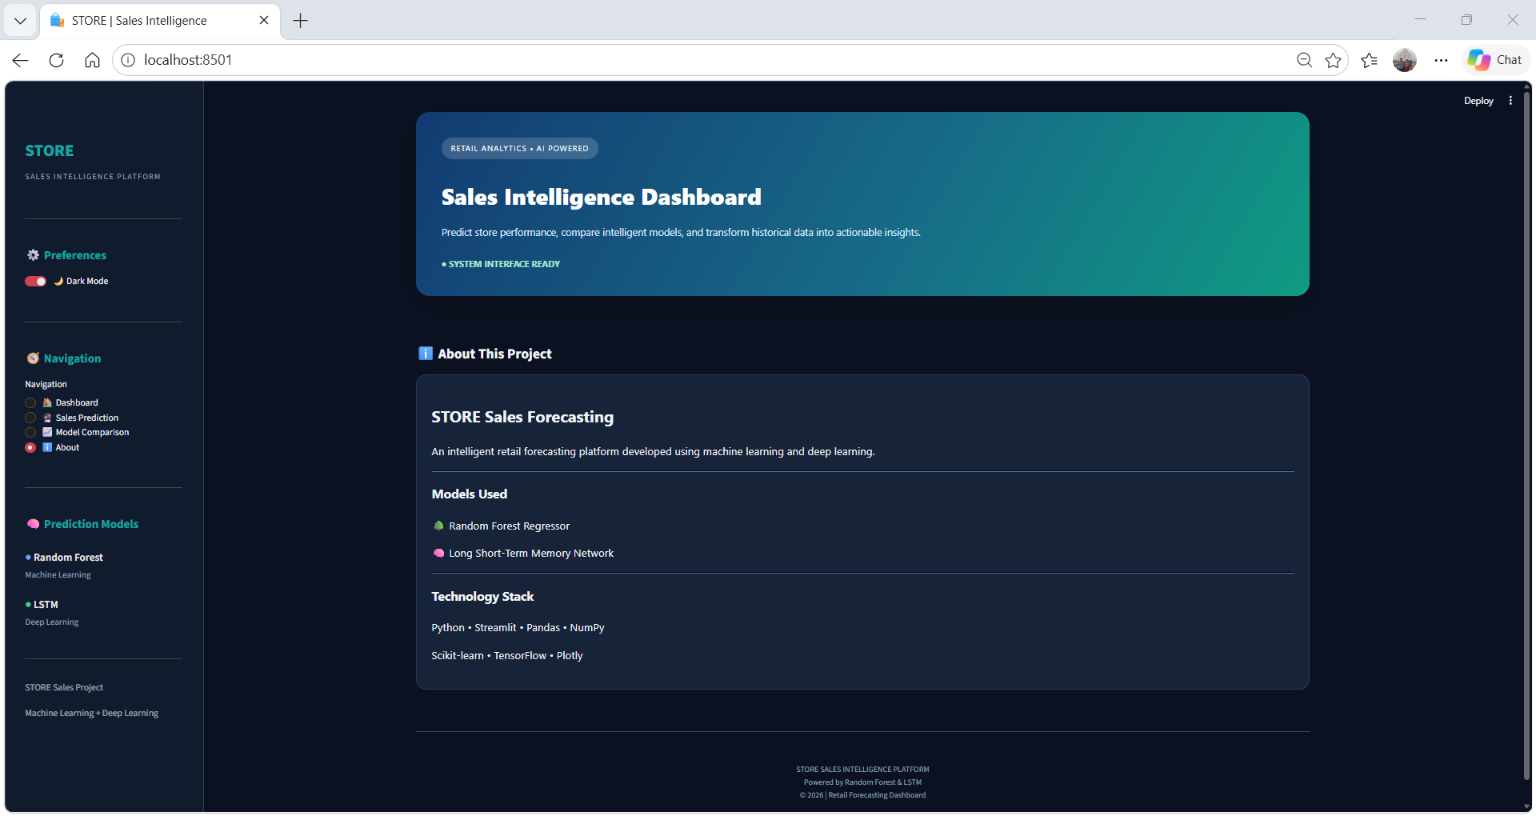 STORE | Sales Intelligence
localhost:8501
Chat
Deploy
STORE
SALES INTELLIGENCE PLATFORM
Preferences
Dark Mode
Navigation
Navigation
Dashboard
Sales Prediction
Model Comparison
About
Prediction Models
• Random Forest
Machine Learning
• LSTM
Deep Learning
STORE Sales Project
Machine Learning + Deep Learning
RETAIL ANALYTICS • AI POWERED
Sales Intelligence Dashboard
Predict store performance, compare intelligent models, and transform historical data into actionable insights.
• SYSTEM INTERFACE READY
About This Project
STORE Sales Forecasting
An intelligent retail forecasting platform developed using machine learning and deep learning.
Models Used
Random Forest Regressor
Long Short-Term Memory Network
Technology Stack
Python • Streamlit • Pandas • NumPy
Scikit-learn • TensorFlow • Plotly
STORE SALES INTELLIGENCE PLATFORM
Powered by Random Forest & LSTM
© 2026 | Retail Forecasting Dashboard